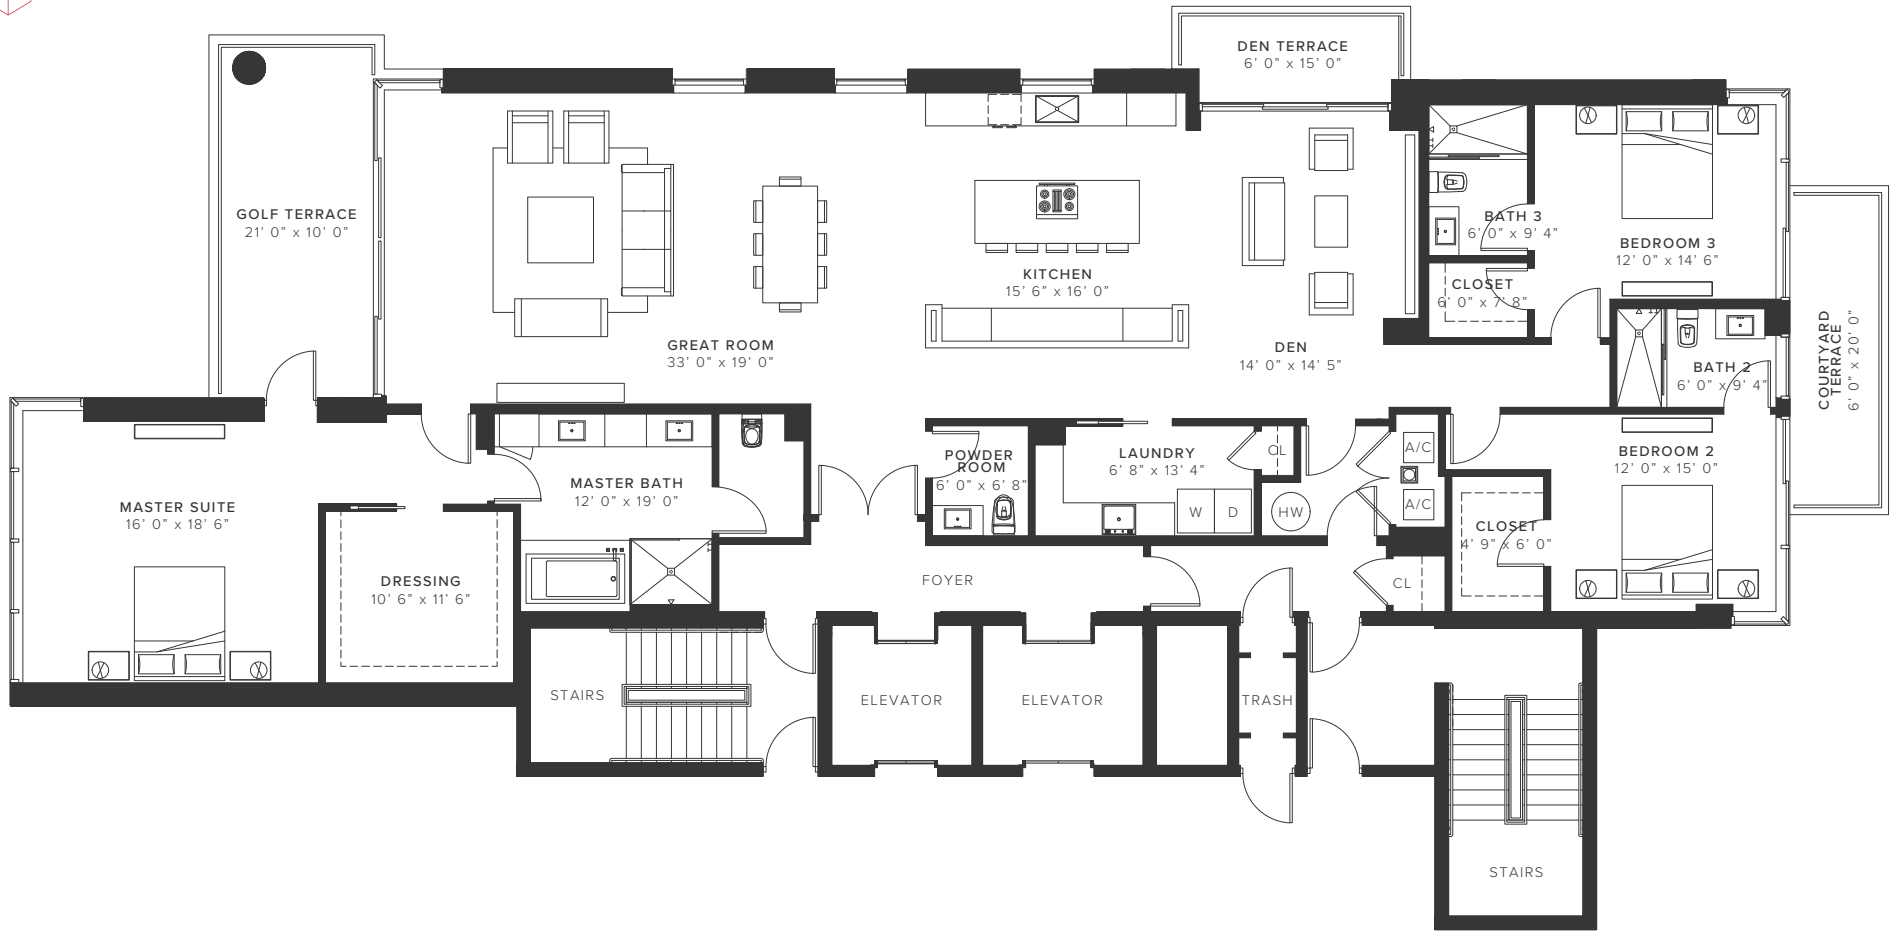 DEN TERRACE
6' 0" x 15' 0"
GOLF TERRACE
21' 0" x 10' 0"
BATH 3
6' 0" x 9' 4"
BEDROOM 3
12' 0" x 14' 6"
KITCHEN
15' 6" x 16' 0"
CLOSET
6' 0" x 7' 8"
GREAT ROOM
33' 0" x 19' 0"
DEN
14' 0" x 14' 5"
BATH 2
6' 0" x 9' 4"
COURTYARD
TERRACE
6' 0" x 20' 0"
POWDER
ROOM
6' 0" x 6' 8"
LAUNDRY
6' 8" x 13' 4"
CL
A/C
A/C
BEDROOM 2
12' 0" x 15' 0"
MASTER BATH
12' 0" x 19' 0"
MASTER SUITE
16' 0" x 18' 6"
W
D
HW
CLOSET
4' 9" x 6' 0"
DRESSING
10' 6" x 11' 6"
FOYER
CL
STAIRS
ELEVATOR
ELEVATOR
TRASH
STAIRS